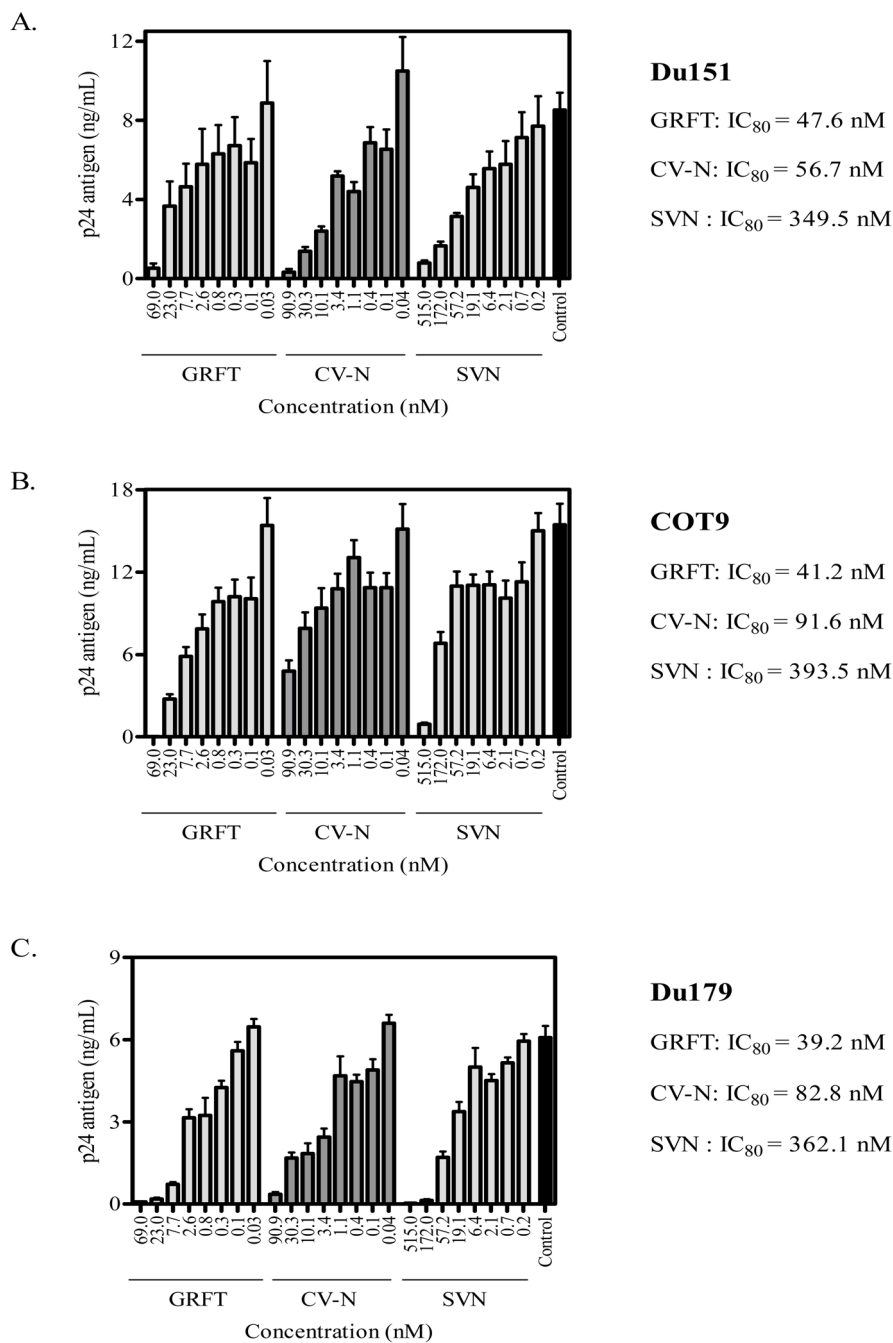 A.
12
8
4
0
p24 antigen (ng/mL)
69.0 23.0 7.7 2.6 0.8 0.3 0.1 0.03 90.9 30.3 10.1 3.4 1.1 0.4 0.1 0.04 515.0 172.0 57.2 19.1 6.4 2.1 0.7 0.2 Control
GRFT CV-N SVN
Concentration (nM)
Du151
GRFT: IC80 = 47.6 nM
CV-N: IC80 = 56.7 nM
SVN : IC80 = 349.5 nM
B.
18
12
6
0
p24 antigen (ng/mL)
69.0 23.0 7.7 2.6 0.8 0.3 0.1 0.03 90.9 30.3 10.1 3.4 1.1 0.4 0.1 0.04 515.0 172.0 57.2 19.1 6.4 2.1 0.7 0.2 Control
GRFT CV-N SVN
Concentration (nM)
COT9
GRFT: IC80 = 41.2 nM
CV-N: IC80 = 91.6 nM
SVN : IC80 = 393.5 nM
C.
9
6
3
0
p24 antigen (ng/mL)
69.0 23.0 7.7 2.6 0.8 0.3 0.1 0.03 90.9 30.3 10.1 3.4 1.1 0.4 0.1 0.04 515.0 172.0 57.2 19.1 6.4 2.1 0.7 0.2 Control
GRFT CV-N SVN
Concentration (nM)
Du179
GRFT: IC80 = 39.2 nM
CV-N: IC80 = 82.8 nM
SVN : IC80 = 362.1 nM